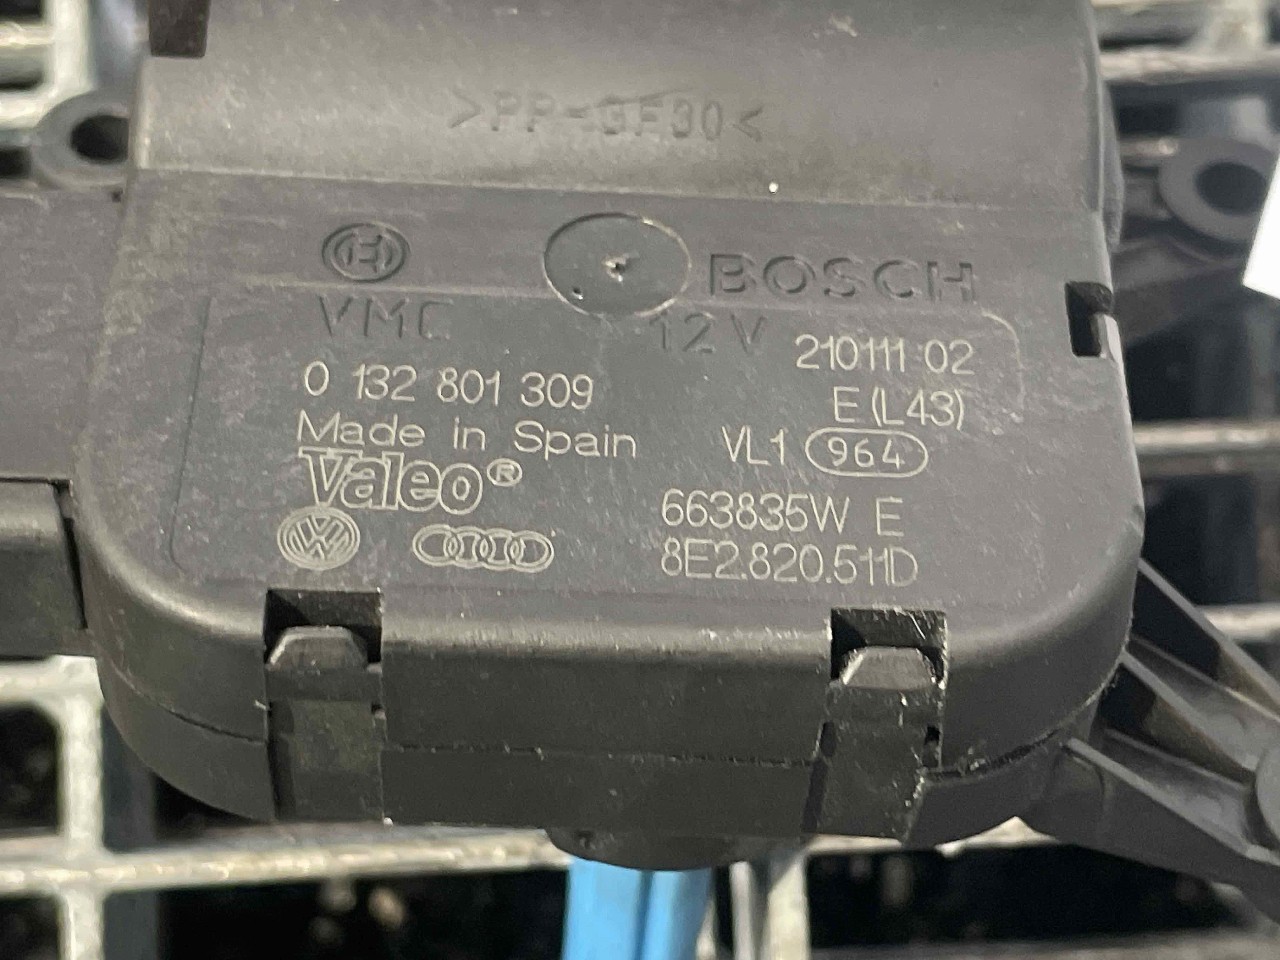 >PP-GF30<
BOSCH
VMC 12V
210111 02
0 132 801 309
E (L43)
Made in Spain
VL1 964
Valeo®
663835W E
8E2.820.511D